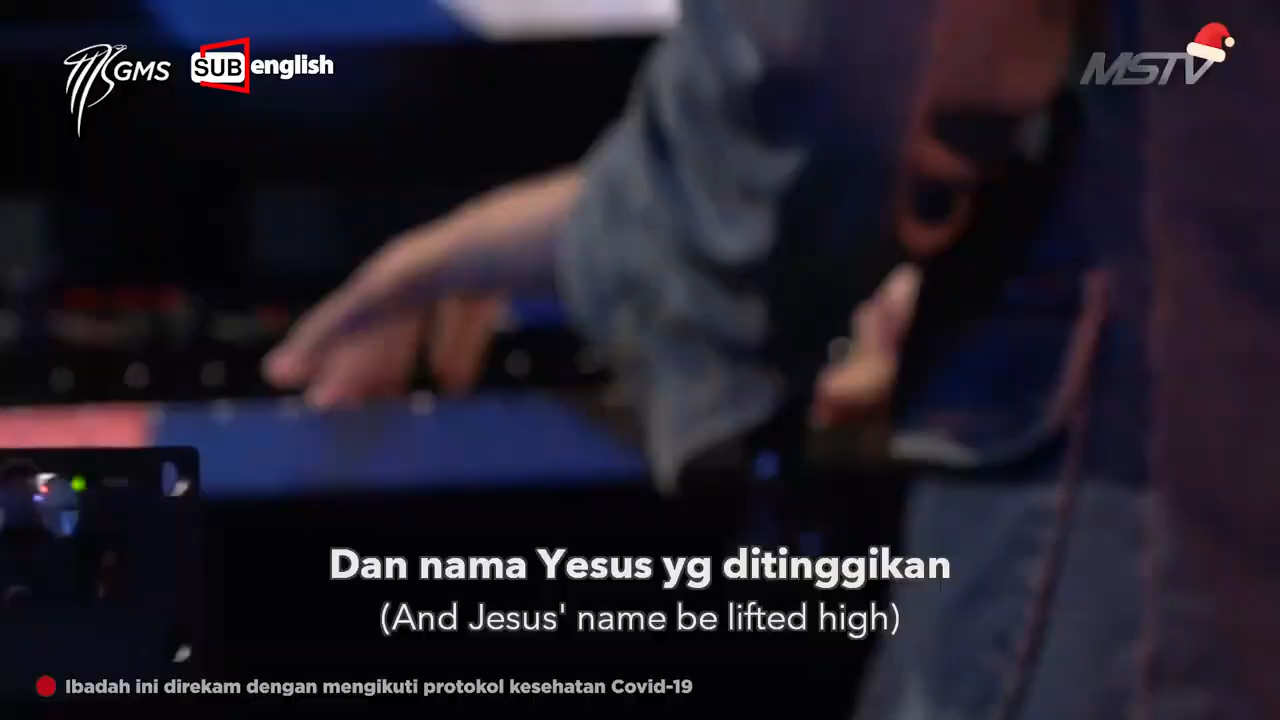 GMS
SUB english
MSTV
Dan nama Yesus yg ditinggikan
(And Jesus' name be lifted high)
Ibadah ini direkam dengan mengikuti protokol kesehatan Covid-19